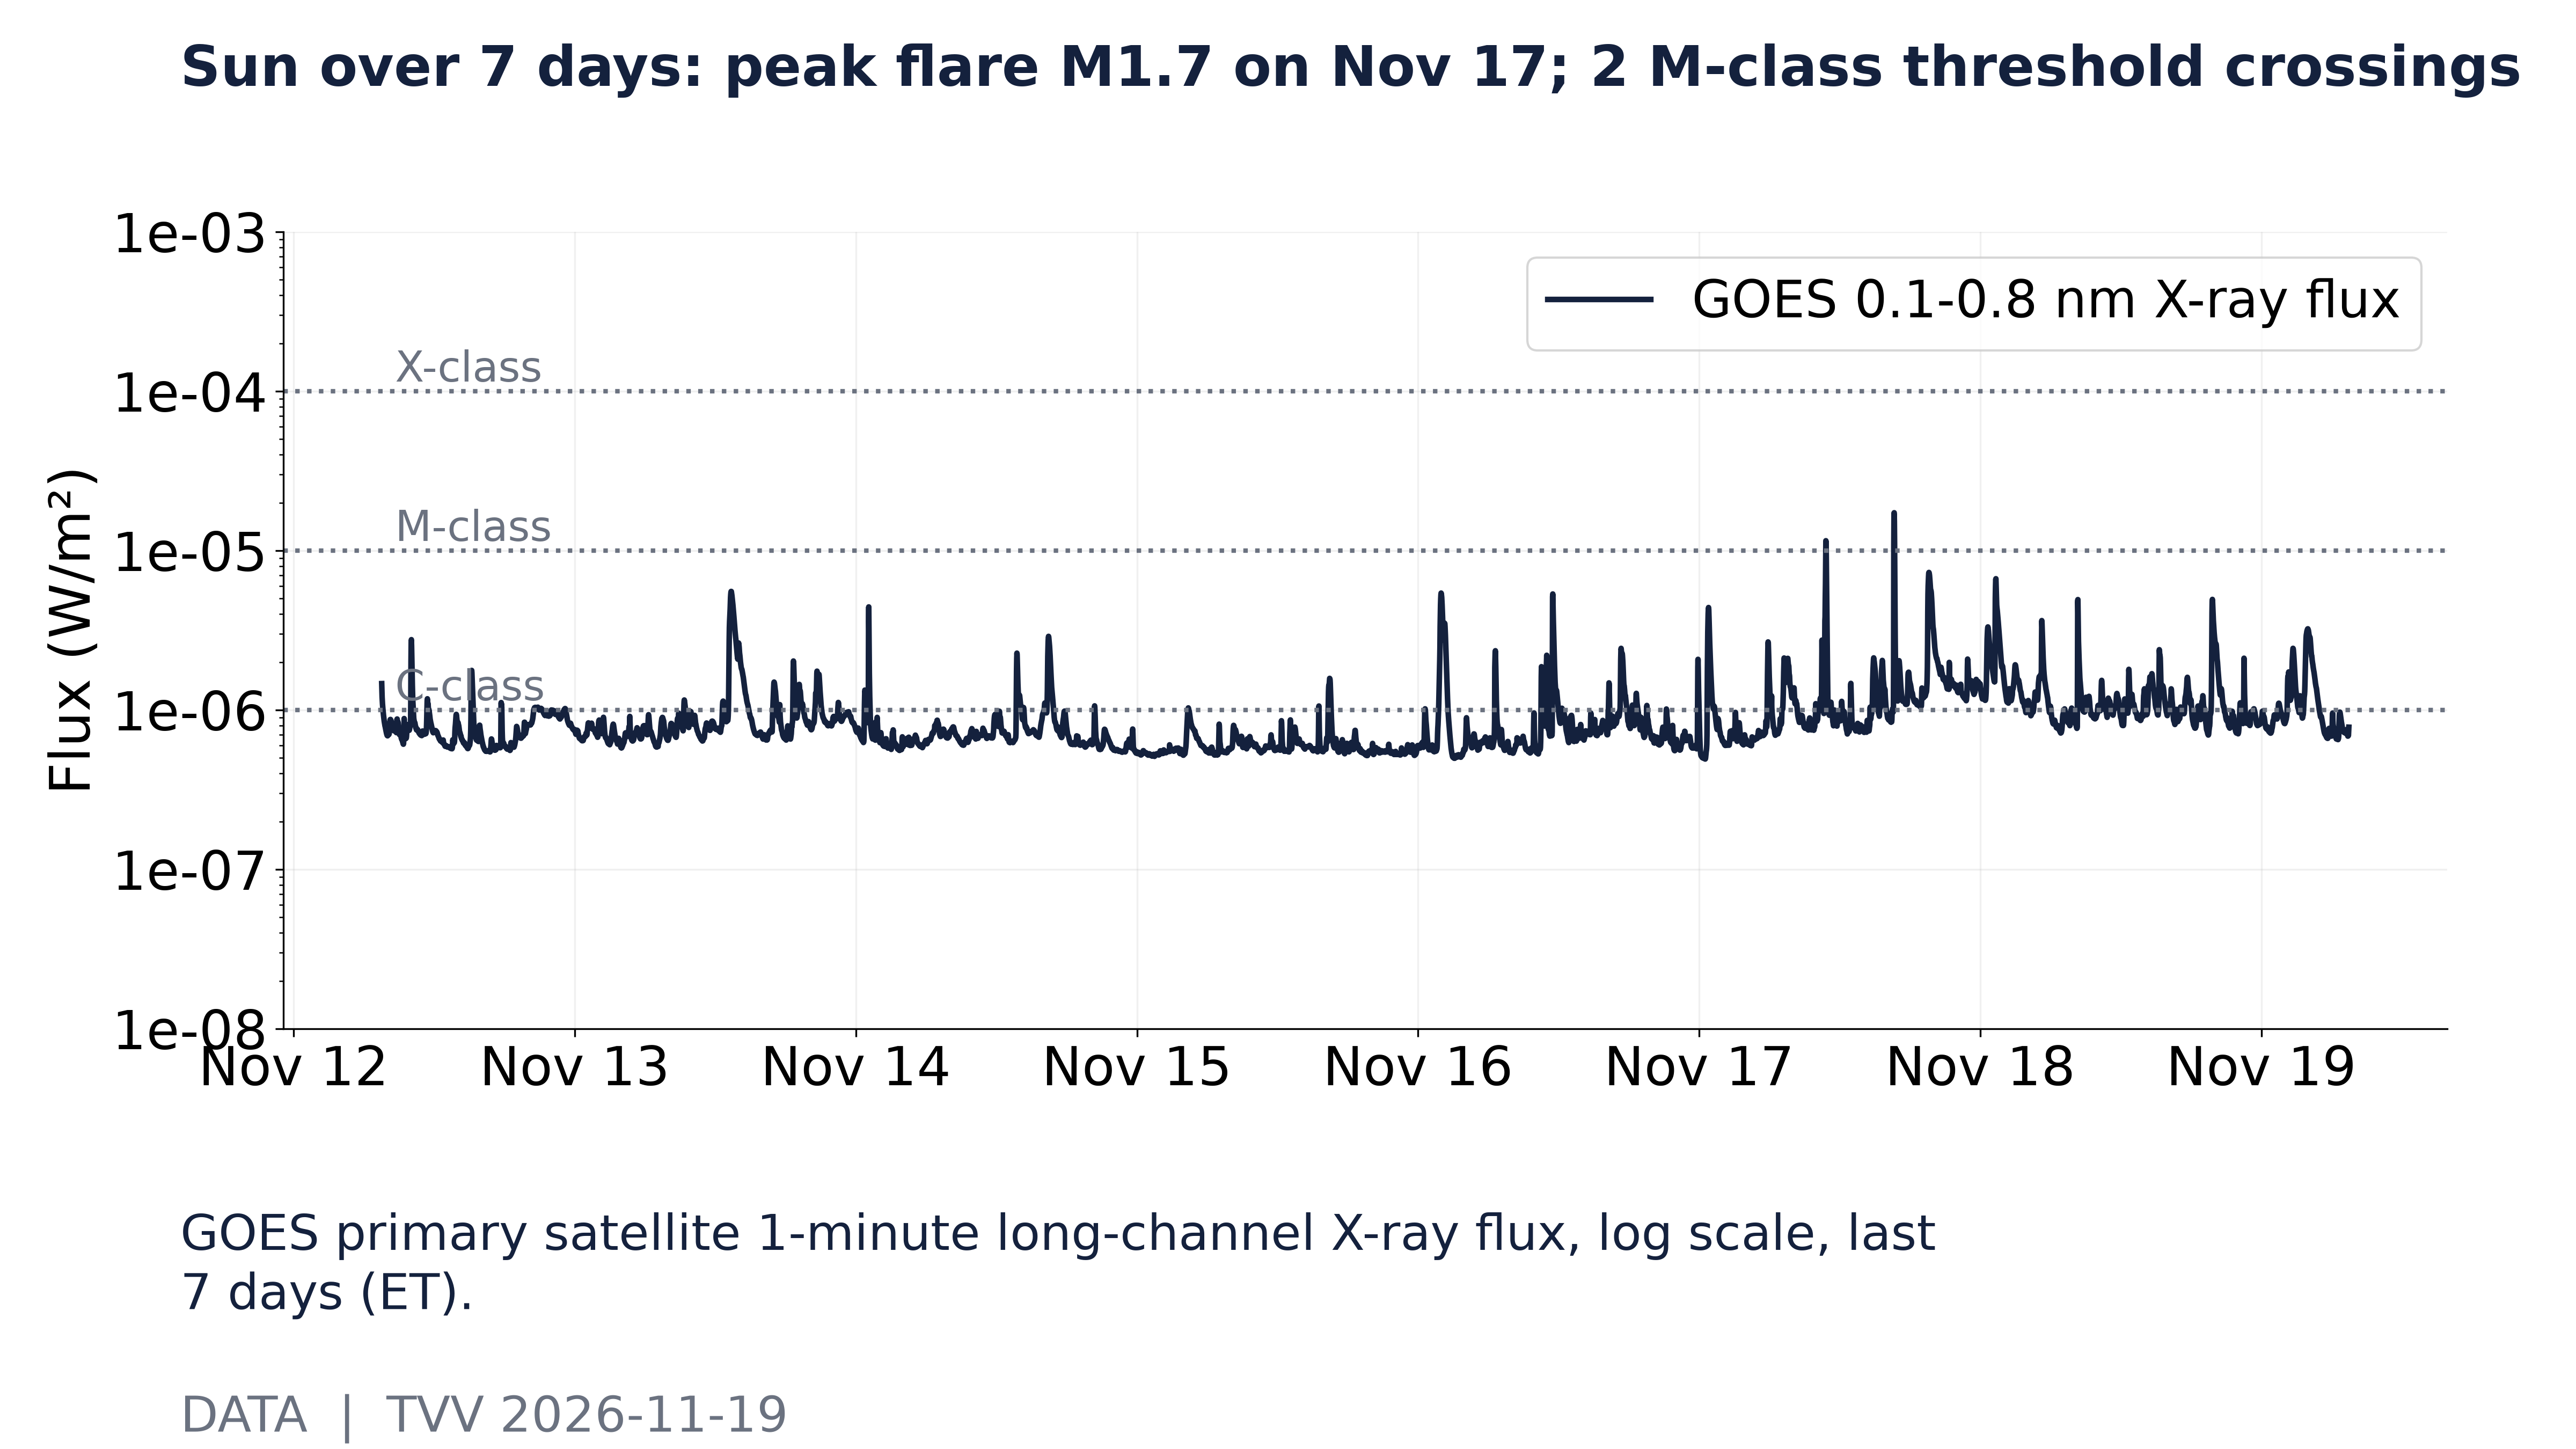 Sun over 7 days: peak flare M1.7 on Nov 17; 2 M-class threshold crossings
1e-03
GOES 0.1-0.8 nm X-ray flux
X-class
1e-04
M-class
1e-05
C-class
1e-06
1e-07
1e-08
Flux (W/m²)
Nov 12 Nov 13 Nov 14 Nov 15 Nov 16 Nov 17 Nov 18 Nov 19
GOES primary satellite 1-minute long-channel X-ray flux, log scale, last
7 days (ET).
DATA | TVV 2026-11-19